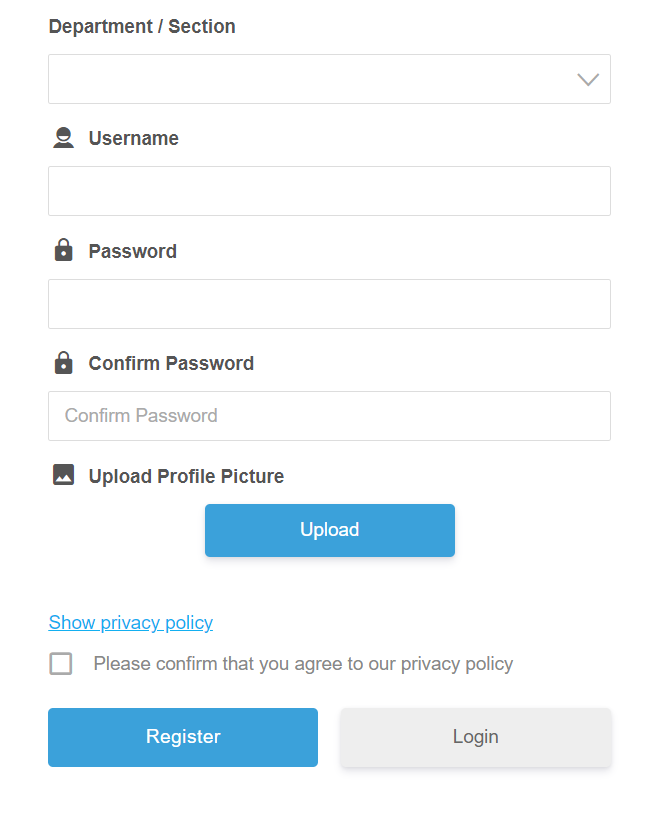 Department / Section
Username
Password
Confirm Password
Confirm Password
Upload Profile Picture
Upload
Show privacy policy
Please confirm that you agree to our privacy policy
Register
Login